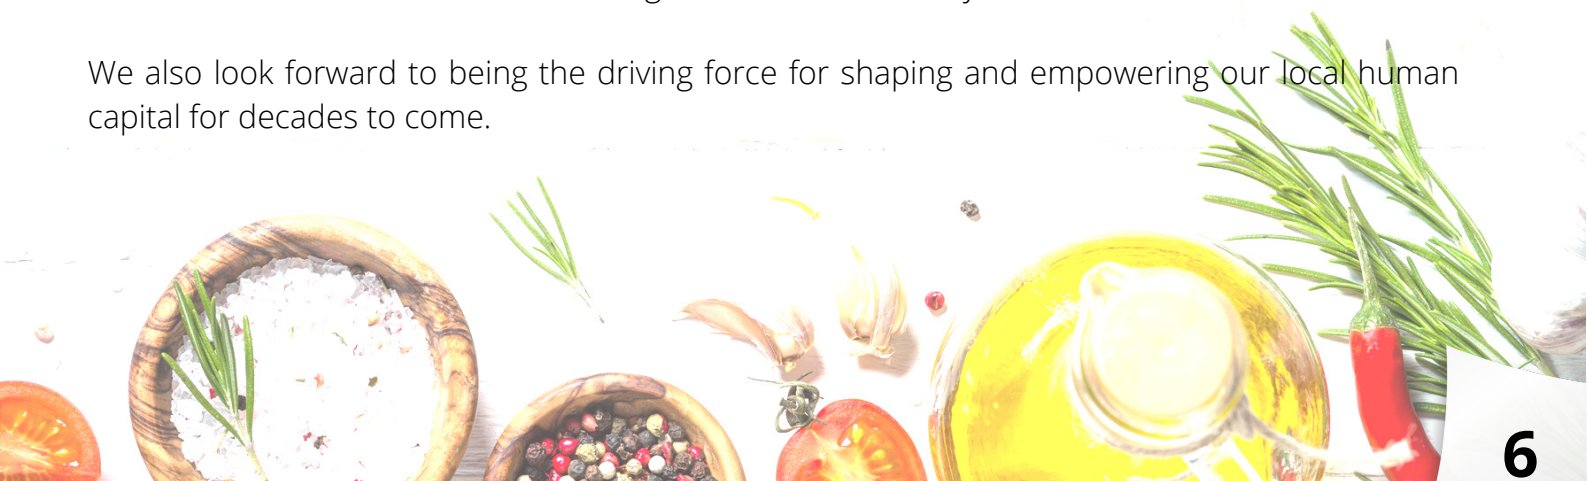 We also look forward to being the driving force for shaping and empowering our local human
capital for decades to come.
6